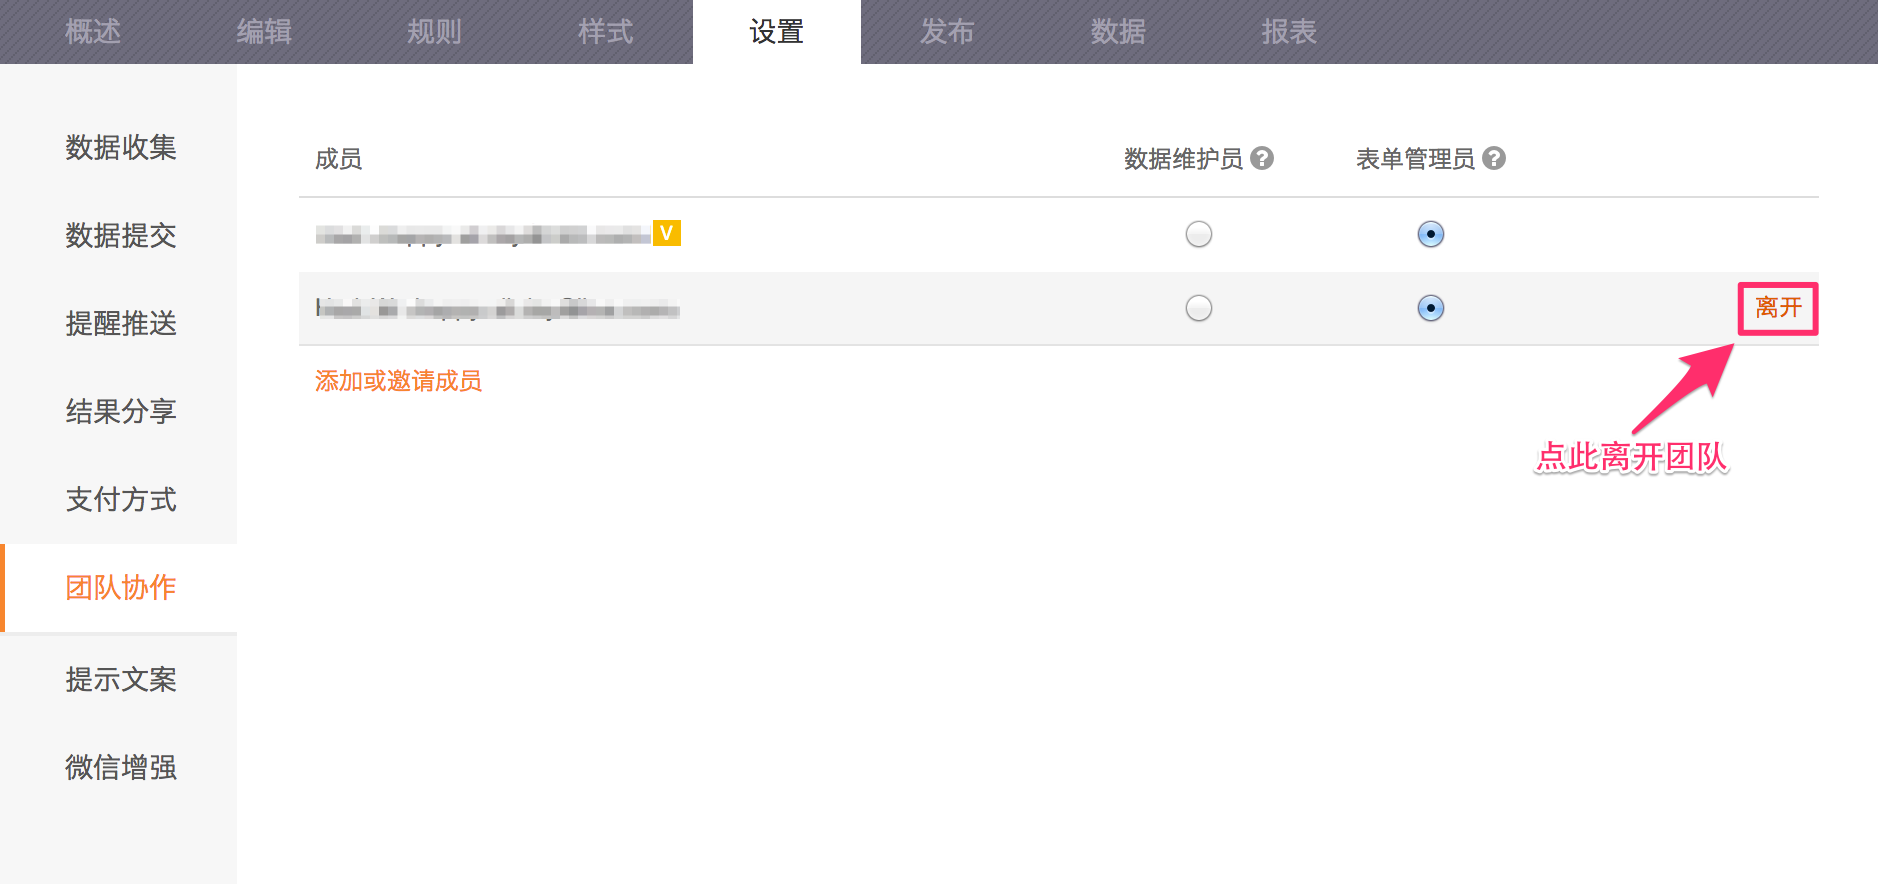 概述 编辑 规则 样式 设置 发布 数据 报表
数据收集
数据提交
提醒推送
结果分享
支付方式
团队协作
提示文案
微信增强
成员 数据维护员 ? 表单管理员 ?
V
离开
添加或邀请成员
点此离开团队